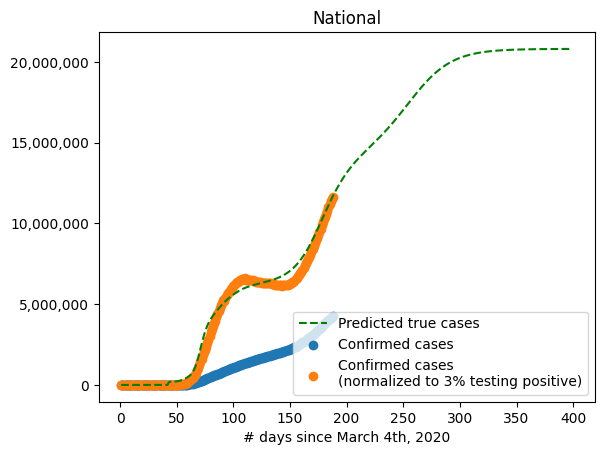 National
20,000,000
15,000,000
10,000,000
5,000,000
0
Predicted true cases
Confirmed cases
Confirmed cases
(normalized to 3% testing positive)
0 50 100 150 200 250 300 350 400
# days since March 4th, 2020